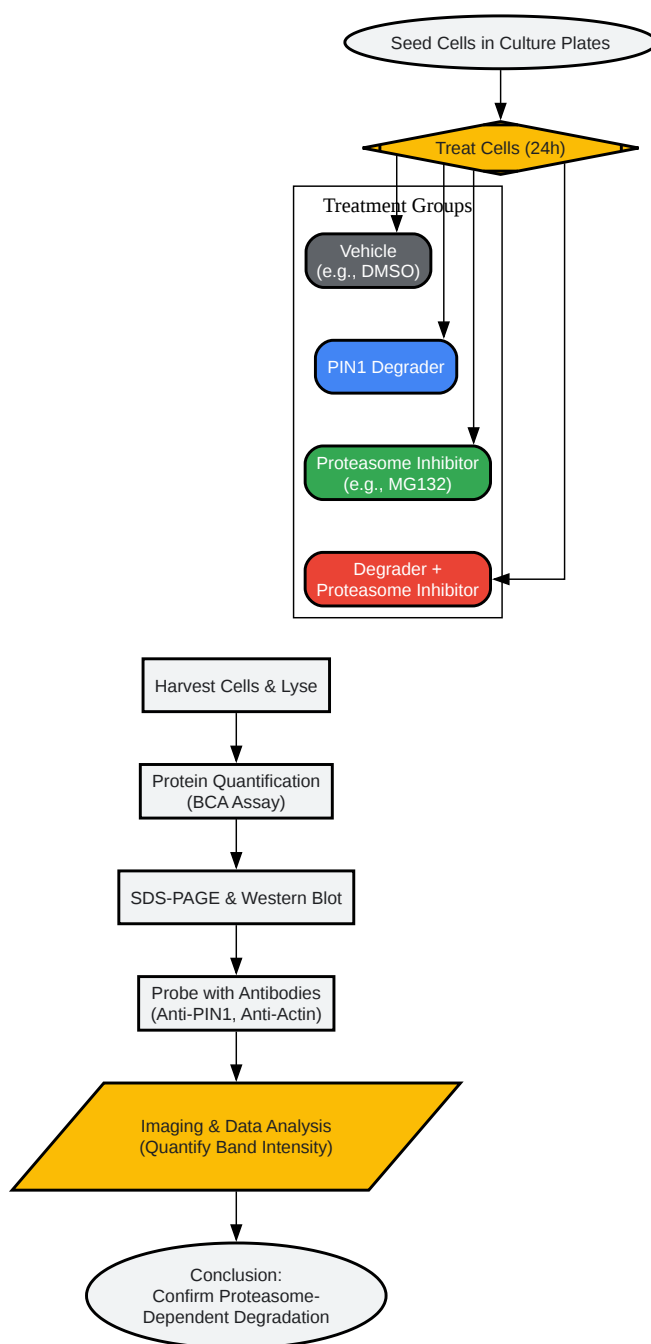 Seed Cells in Culture Plates
Treat Cells (24h)
Treatment Groups
Vehicle
(e.g., DMSO)
PIN1 Degrader
Proteasome Inhibitor
(e.g., MG132)
Degrader +
Proteasome Inhibitor
Harvest Cells & Lyse
Protein Quantification
(BCA Assay)
SDS-PAGE & Western Blot
Probe with Antibodies
(Anti-PIN1, Anti-Actin)
Imaging & Data Analysis
(Quantify Band Intensity)
Conclusion:
Confirm Proteasome-
Dependent Degradation